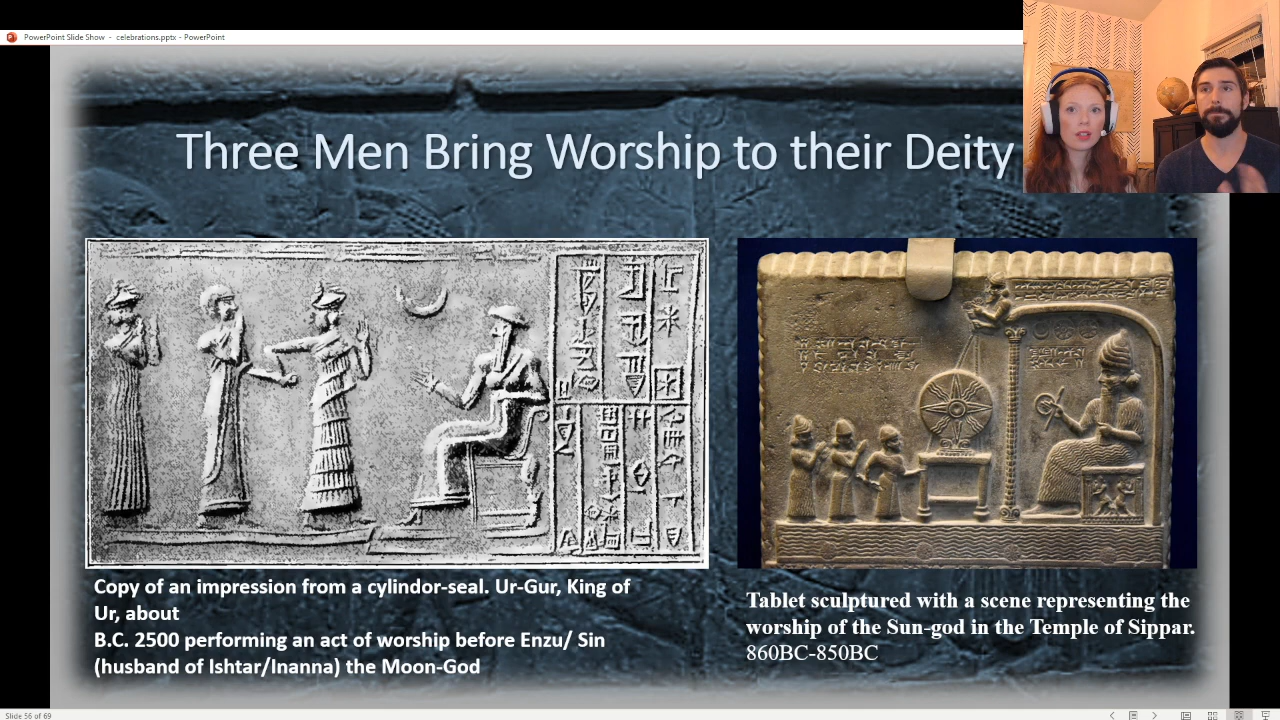 PowerPoint Slide Show - celebrations.pptx - PowerPoint
Three Men Bring Worship to their Deity
Copy of an impression from a cylindor-seal. Ur-Gur, King of
Ur, about
B.C. 2500 performing an act of worship before Enzu/ Sin
(husband of Ishtar/Inanna) the Moon-God
Tablet sculptured with a scene representing the
worship of the Sun-god in the Temple of Sippar.
860BC-850BC
Slide 56 of 69